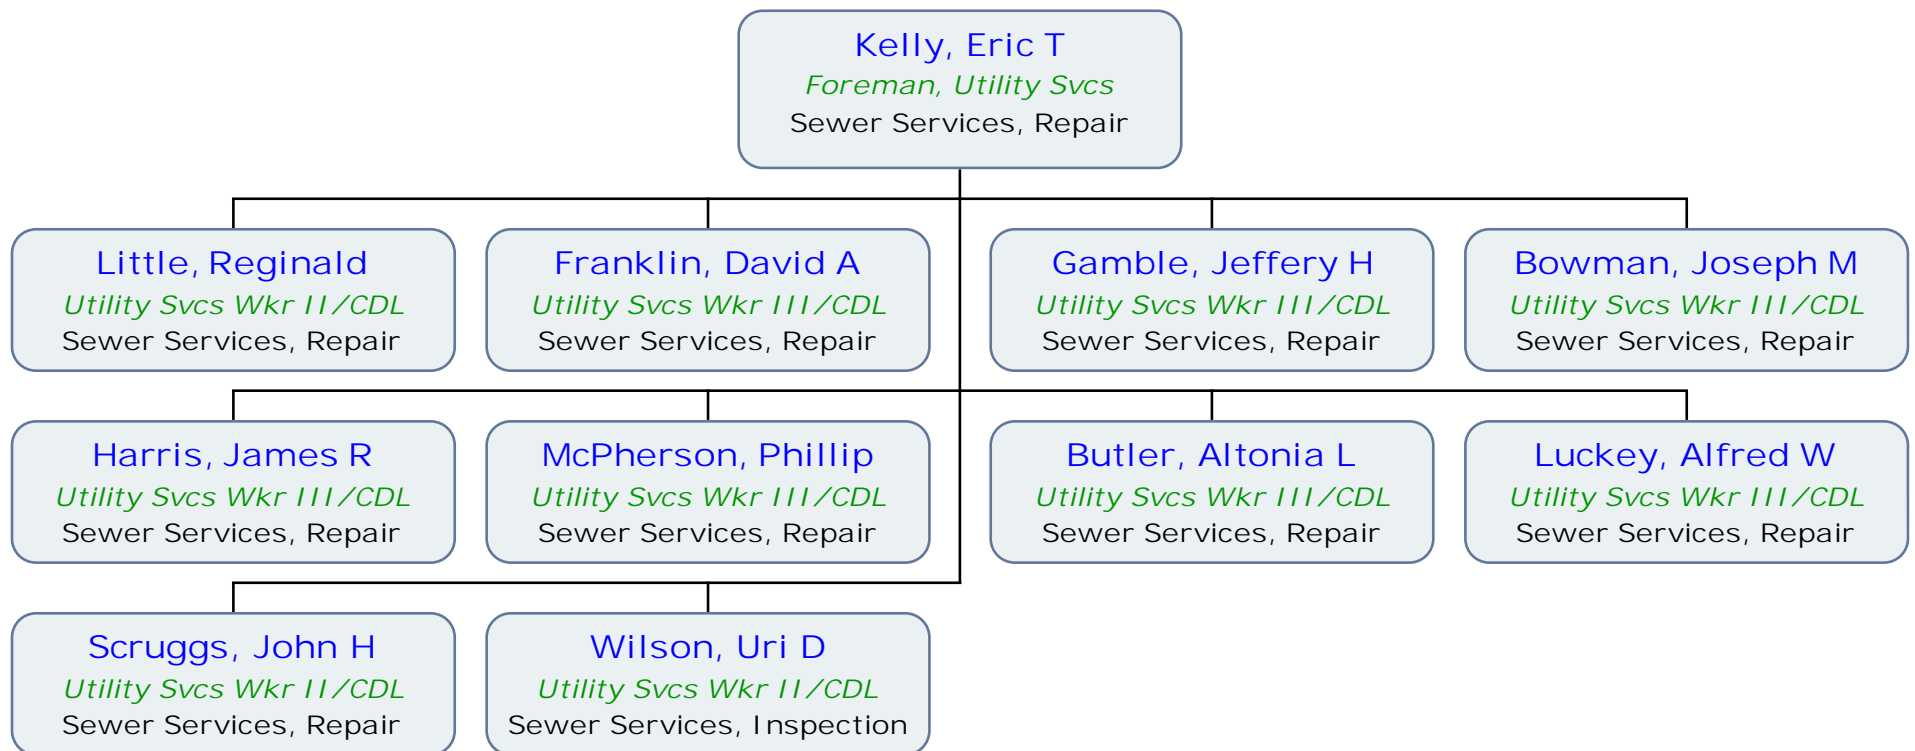 Kelly, Eric T
Foreman, Utility Svcs
Sewer Services, Repair
Little, Reginald
Utility Svcs Wkr II/CDL
Sewer Services, Repair
Franklin, David A
Utility Svcs Wkr III/CDL
Sewer Services, Repair
Gamble, Jeffery H
Utility Svcs Wkr III/CDL
Sewer Services, Repair
Bowman, Joseph M
Utility Svcs Wkr III/CDL
Sewer Services, Repair
Harris, James R
Utility Svcs Wkr III/CDL
Sewer Services, Repair
McPherson, Phillip
Utility Svcs Wkr III/CDL
Sewer Services, Repair
Butler, Altonia L
Utility Svcs Wkr III/CDL
Sewer Services, Repair
Luckey, Alfred W
Utility Svcs Wkr III/CDL
Sewer Services, Repair
Scruggs, John H
Utility Svcs Wkr II/CDL
Sewer Services, Repair
Wilson, Uri D
Utility Svcs Wkr II/CDL
Sewer Services, Inspection